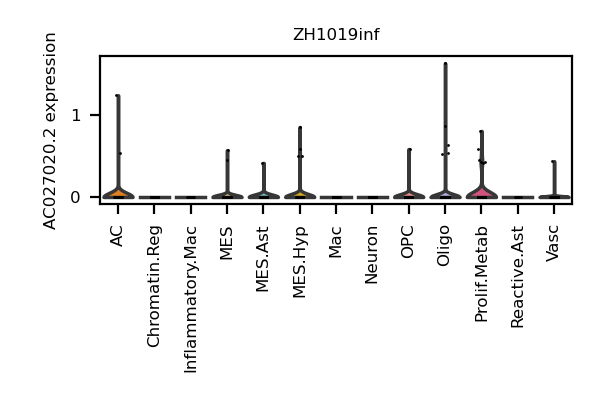 ZH1019inf
AC027020.2 expression
1
0
AC
Chromatin.Reg
Inflammatory.Mac
MES
MES.Ast
MES.Hyp
Mac
Neuron
OPC
Oligo
Prolif.Metab
Reactive.Ast
Vasc